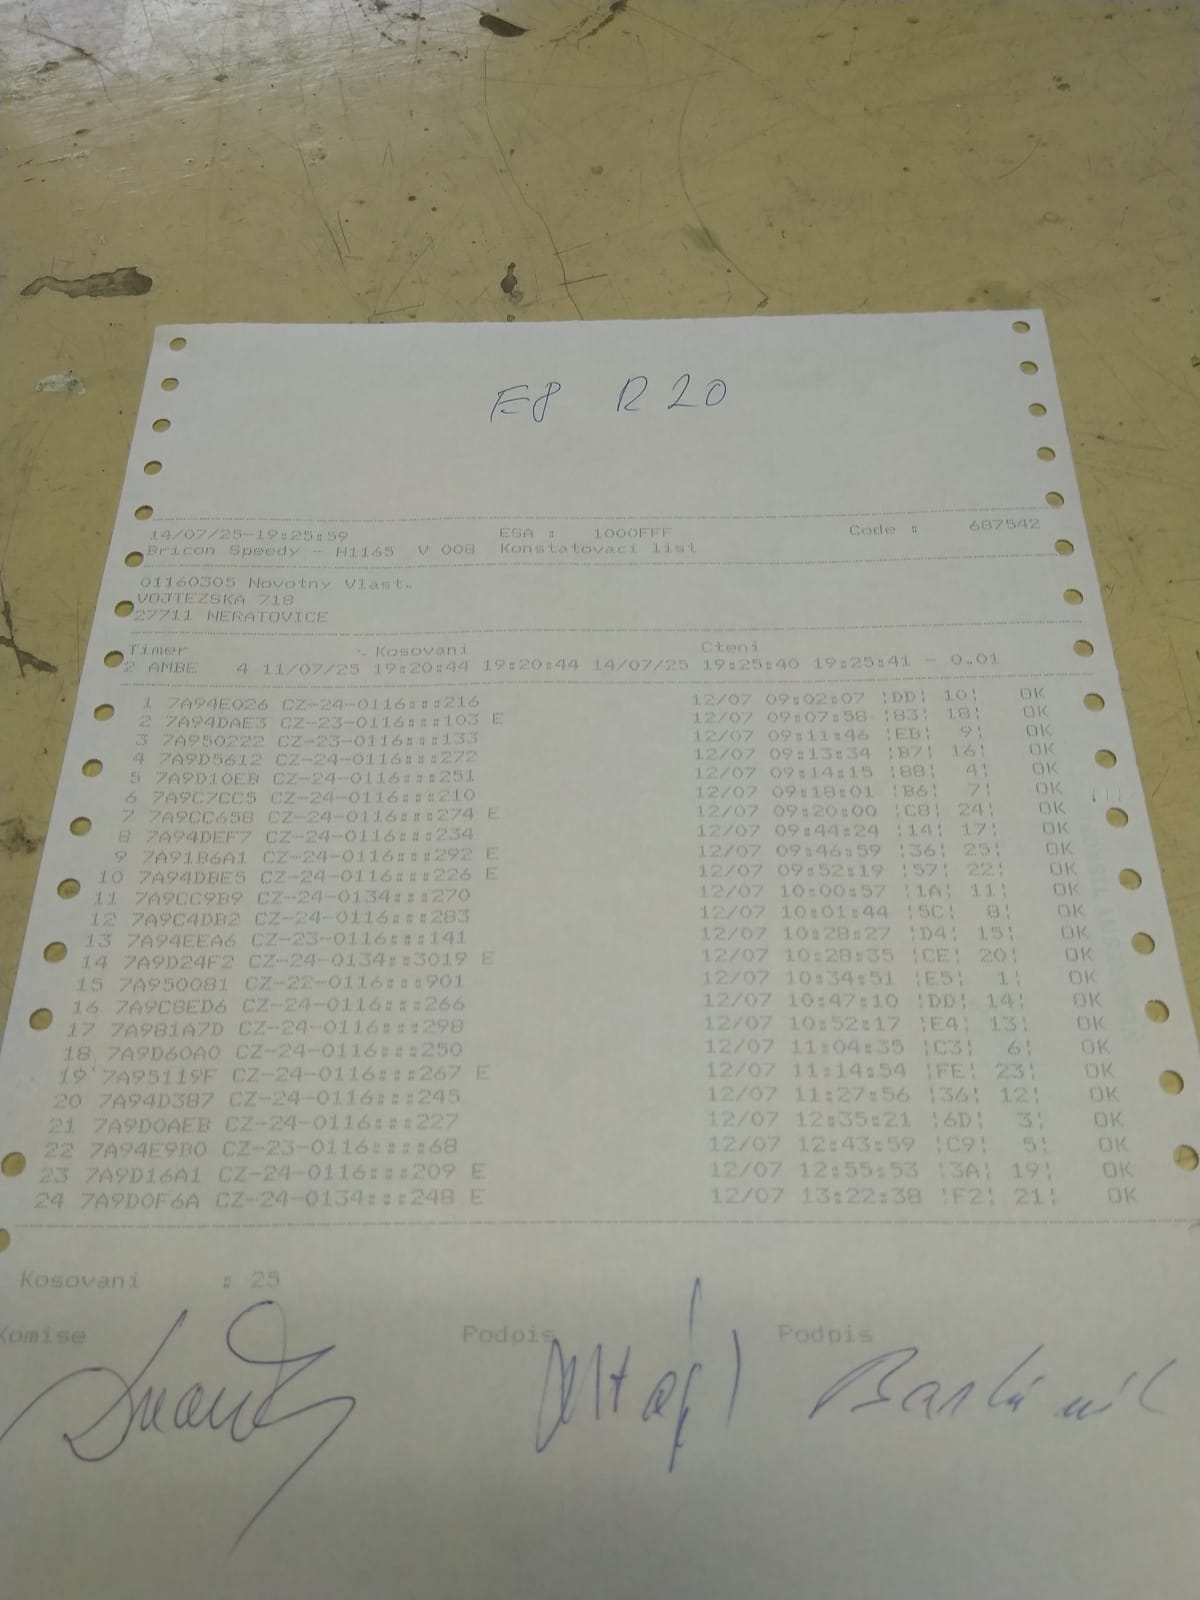 E8 R20
14/07/25-19:25:59 ESA : 1000FFF Code : 687542
Bricon Speedy - H1165 V 008 Konstatovaci list
01160305 Novotny Vlast.
VOJTEZSKA 718
27711 NERATOVICE
Timer Kosovani Cteni
2 AMBE 4 11/07/25 19:20:44 19:20:44 14/07/25 19:25:40 19:25:41 - 0.01
1 7A94E026 CZ-24-0116:::216 12/07 09:02:07 ¦DD¦ 10¦ OK
2 7A94DAE3 CZ-23-0116:::103 E 12/07 09:07:58 ¦83¦ 18¦ OK
3 7A950222 CZ-23-0116:::133 12/07 09:11:46 ¦EB¦ 9¦ OK
4 7A9D5612 CZ-24-0116:::272 12/07 09:13:34 ¦B7¦ 16¦ OK
5 7A9D10EB CZ-24-0116:::251 12/07 09:14:15 ¦88¦ 4¦ OK
6 7A9C7CC5 CZ-24-0116:::210 12/07 09:18:01 ¦B6¦ 7¦ OK
7 7A9CC658 CZ-24-0116:::274 E 12/07 09:20:00 ¦C8¦ 24¦ OK
8 7A94DEF7 CZ-24-0116:::234 12/07 09:44:24 ¦14¦ 17¦ OK
9 7A91B6A1 CZ-24-0116:::292 E 12/07 09:46:59 ¦36¦ 25¦ OK
10 7A94DBE5 CZ-24-0116:::226 E 12/07 09:52:19 ¦57¦ 22¦ OK
11 7A9CC9B9 CZ-24-0134:::270 12/07 10:00:57 ¦1A¦ 11¦ OK
12 7A9C4DB2 CZ-24-0116:::283 12/07 10:01:44 ¦5C¦ 8¦ OK
13 7A94EEA6 CZ-23-0116:::141 12/07 10:28:27 ¦D4¦ 15¦ OK
14 7A9D24F2 CZ-24-0134::3019 E 12/07 10:28:35 ¦CE¦ 20¦ OK
15 7A950081 CZ-22-0116:::901 12/07 10:34:51 ¦E5¦ 1¦ OK
16 7A9C8ED6 CZ-24-0116:::266 12/07 10:47:10 ¦DD¦ 14¦ OK
17 7A981A7D CZ-24-0116:::298 12/07 10:52:17 ¦E4¦ 13¦ OK
18 7A9D60A0 CZ-24-0116:::250 12/07 11:04:35 ¦C3¦ 6¦ OK
19 7A95119F CZ-24-0116:::267 E 12/07 11:14:54 ¦FE¦ 23¦ OK
20 7A94D387 CZ-24-0116:::245 12/07 11:27:56 ¦36¦ 12¦ OK
21 7A9D0AEB CZ-24-0116:::227 12/07 12:35:21 ¦6D¦ 3¦ OK
22 7A94E9B0 CZ-23-0116::::68 12/07 12:43:59 ¦C9¦ 5¦ OK
23 7A9D16A1 CZ-24-0116:::209 E 12/07 12:55:53 ¦3A¦ 19¦ OK
24 7A9D0F6A CZ-24-0134:::248 E 12/07 13:22:38 ¦F2¦ 21¦ OK
Kosovani : 25
Komise Podpis Podpis